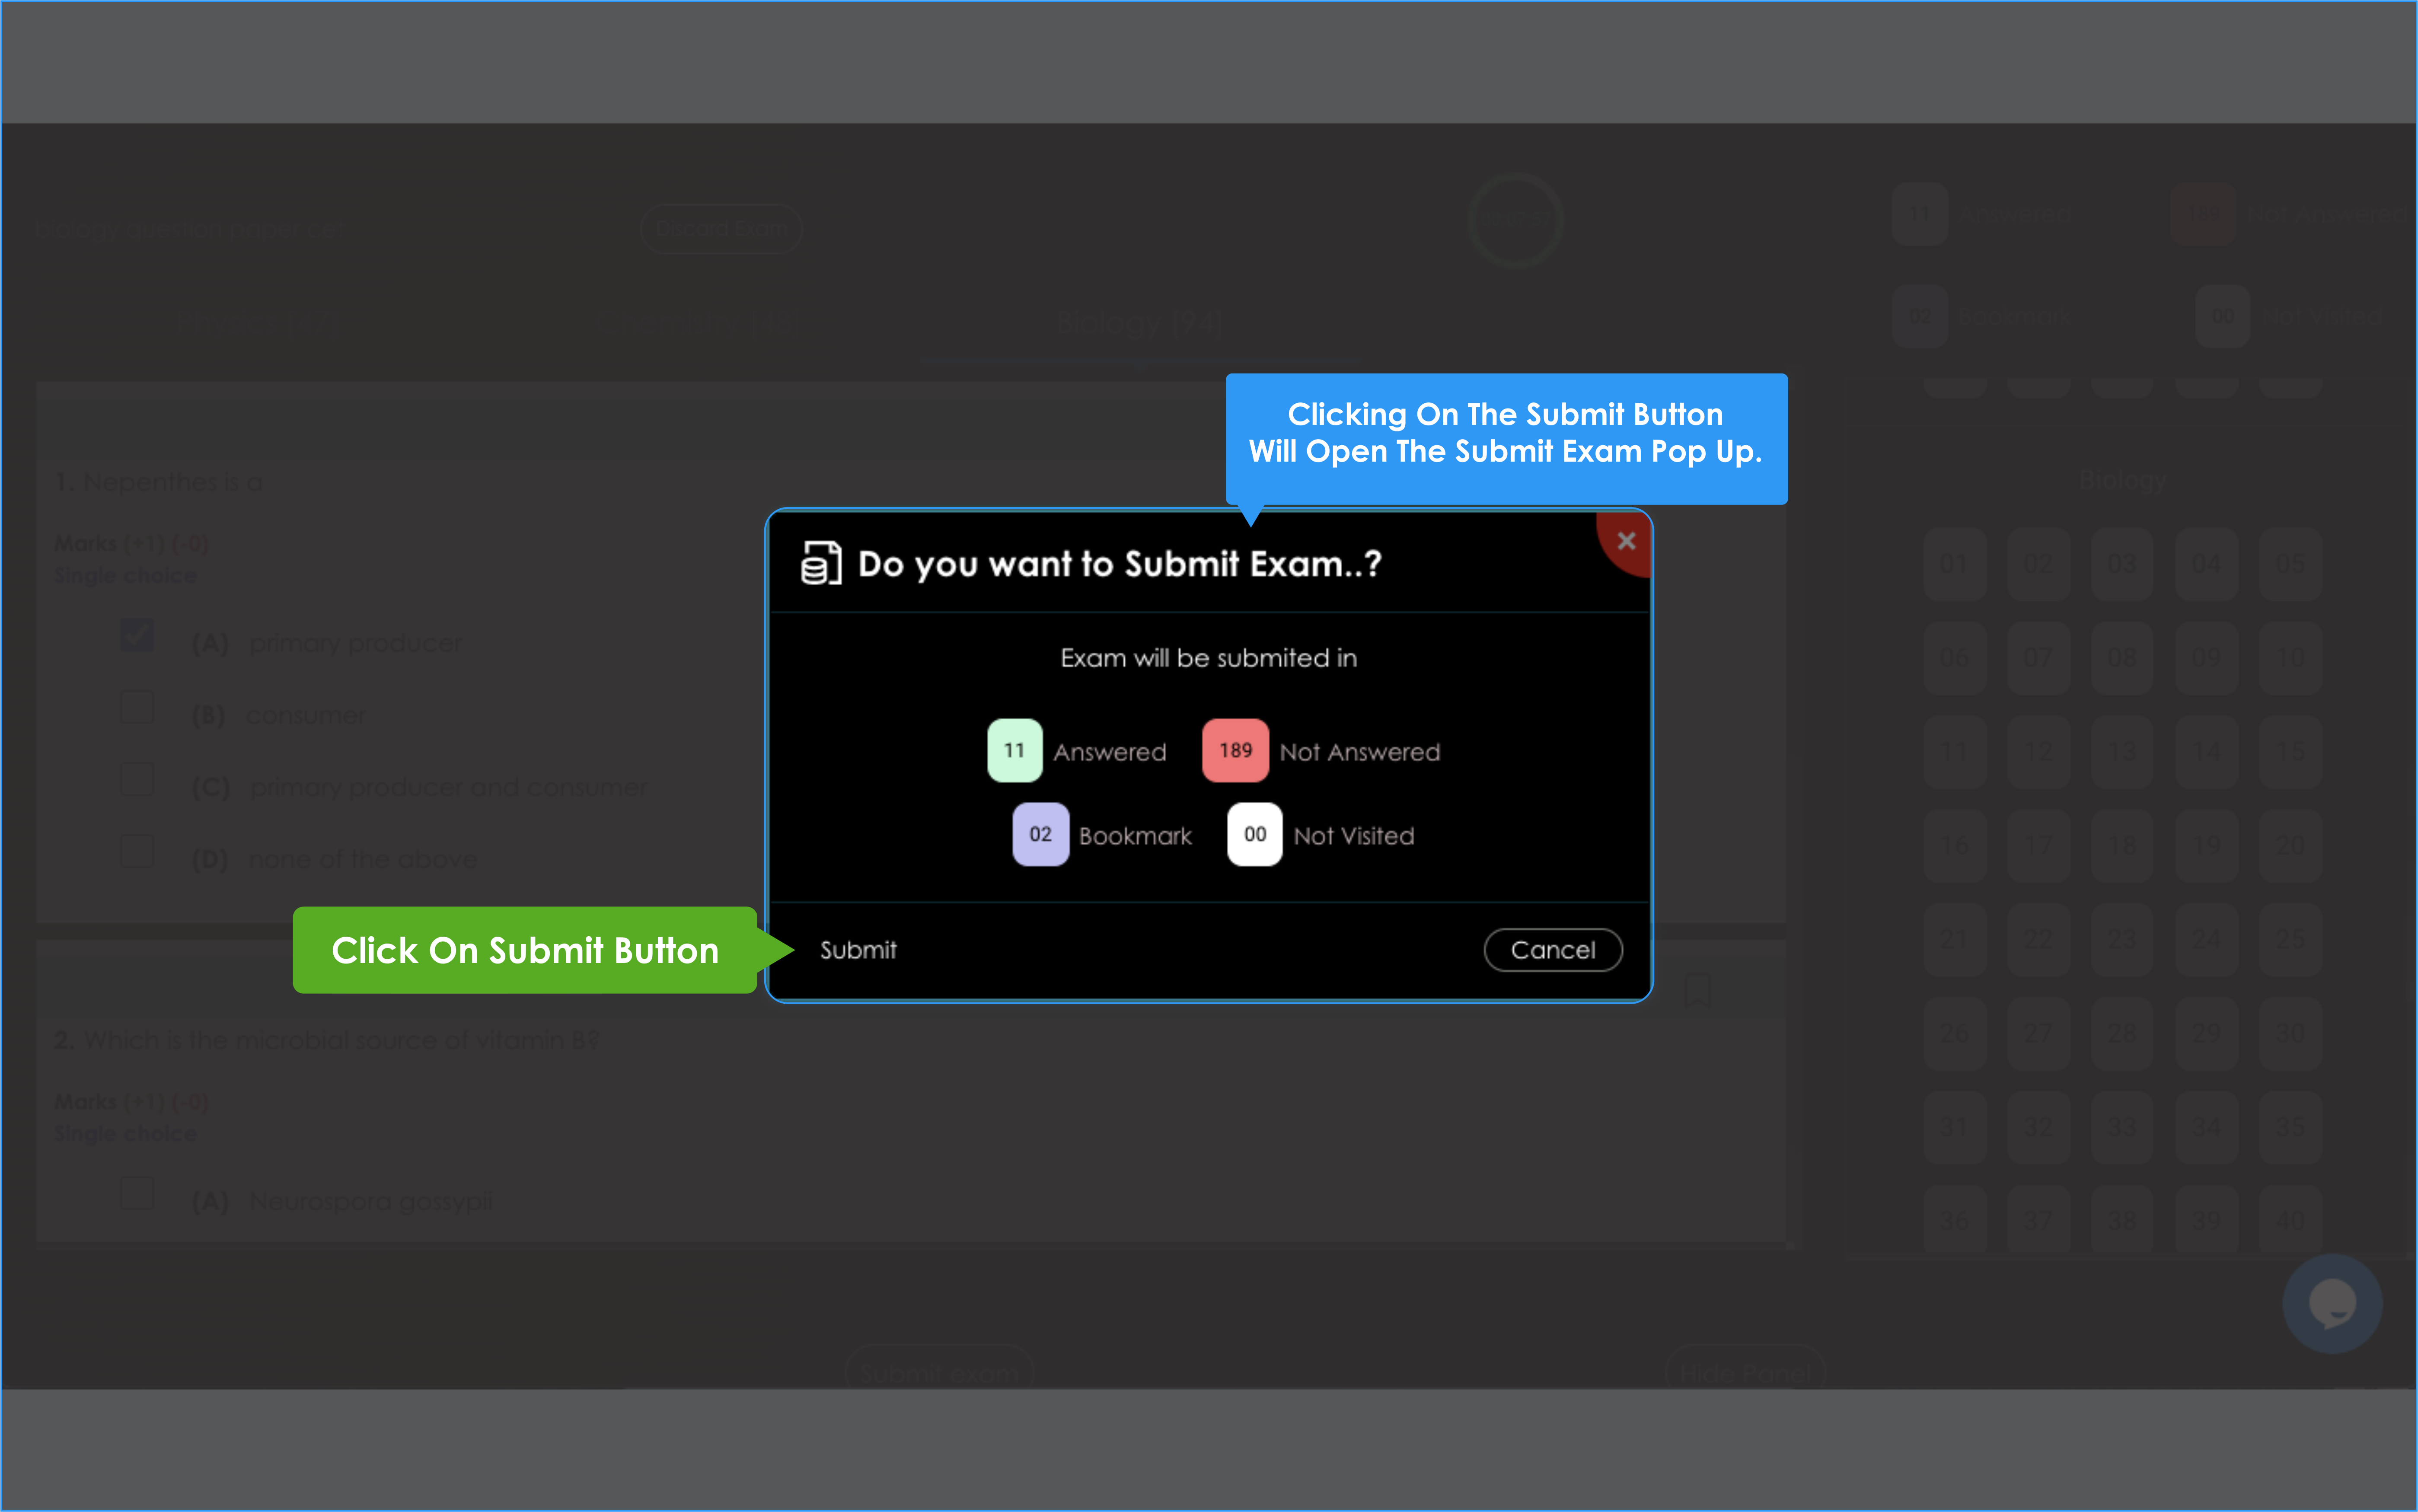 Biology question paper
Discard Exam
11 Answered 189 Not Answered
02 Bookmark 00 Not Visited
Biology [94]
Clicking On The Submit Button
Will Open The Submit Exam Pop Up.
1. Nepenthes is a
Marks (+1) (-0)
Single choice
(A) primary producer
(B) consumer
(C) primary producer and consumer
(D) none of the above
Do you want to Submit Exam..?
Exam will be submited in
11 Answered 189 Not Answered
02 Bookmark 00 Not Visited
Click On Submit Button
Submit Cancel
2. Which is the microbial source of vitamin B?
Marks (+1) (-0)
Single choice
(A) Neurospora gossypii
Biology
01 02 03 04 05
06 07 08 09 10
11 12 13 14 15
16 17 18 19 20
21 22 23 24 25
26 27 28 29 30
31 32 33 34 35
36 37 38 39 40
Submit exam
Hide Panel